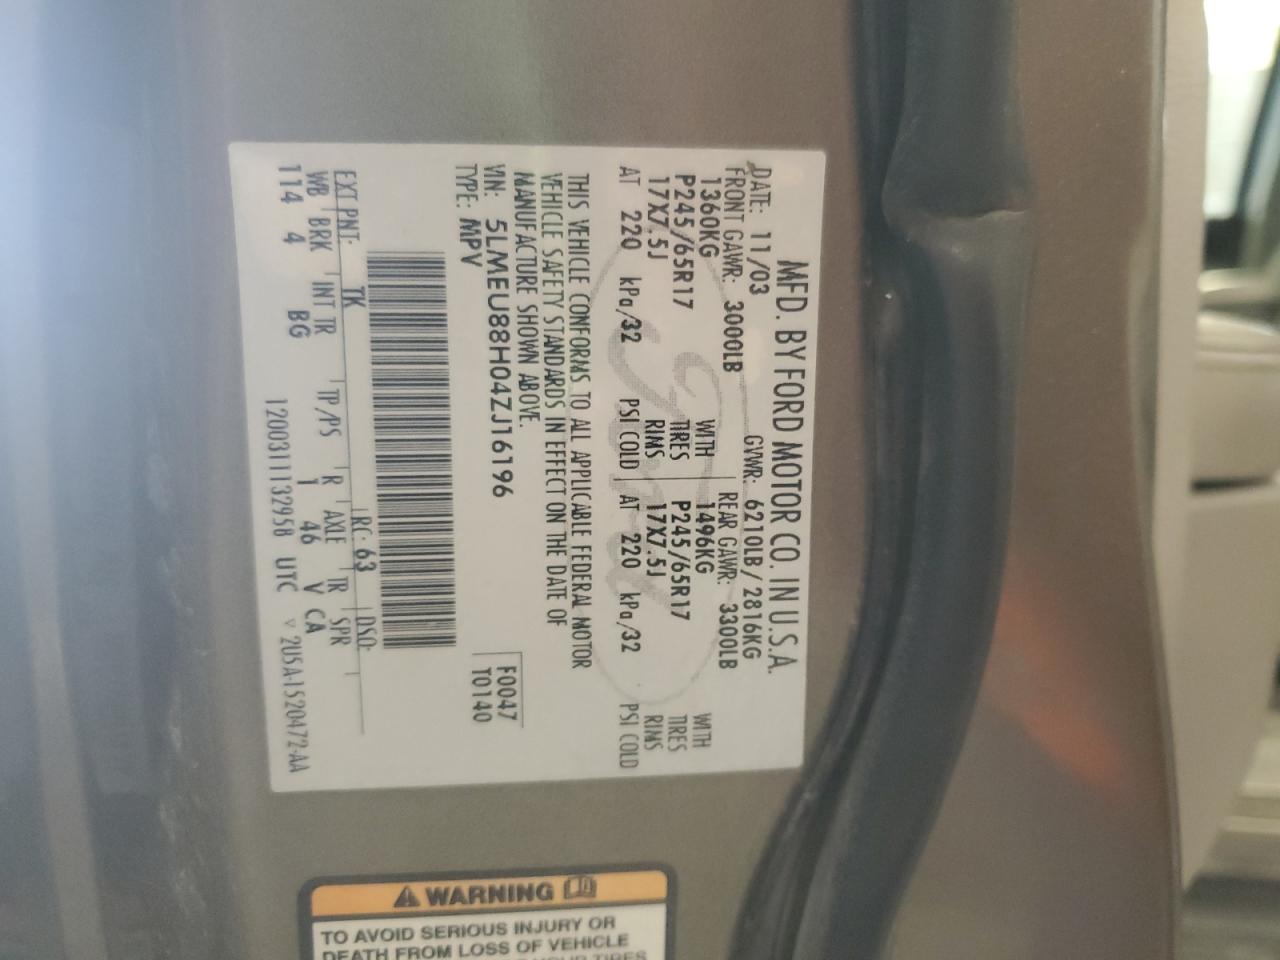 MFD. BY FORD MOTOR CO. IN U.S.A.
DATE: 11/03 GVWR: 6210LB/ 2816KG
FRONT GAWR: 3000LB REAR GAWR: 3300LB
1360KG WITH 1496KG WITH
P245/65R17 TIRES P245/65R17 TIRES
17X7.5J RIMS 17X7.5J RIMS
AT 220 kPa/32 PSI COLD AT 220 kPa/32 PSI COLD
THIS VEHICLE CONFORMS TO ALL APPLICABLE FEDERAL MOTOR
VEHICLE SAFETY STANDARDS IN EFFECT ON THE DATE OF
MANUFACTURE SHOWN ABOVE.
VIN: 5LMEU88H04ZJ16196 F0047
TYPE: MPV T0140
EXT PNT: TK RC: 63 DSO:
WB BRK INT TR TP/PS R AXLE TR SPR
114 4 BG 1 46 V CA
1200311132958 UTC ▽ 2U5A-1520472-AA
WARNING
TO AVOID SERIOUS INJURY OR
DEATH FROM LOSS OF VEHICLE
YOUR TIRES